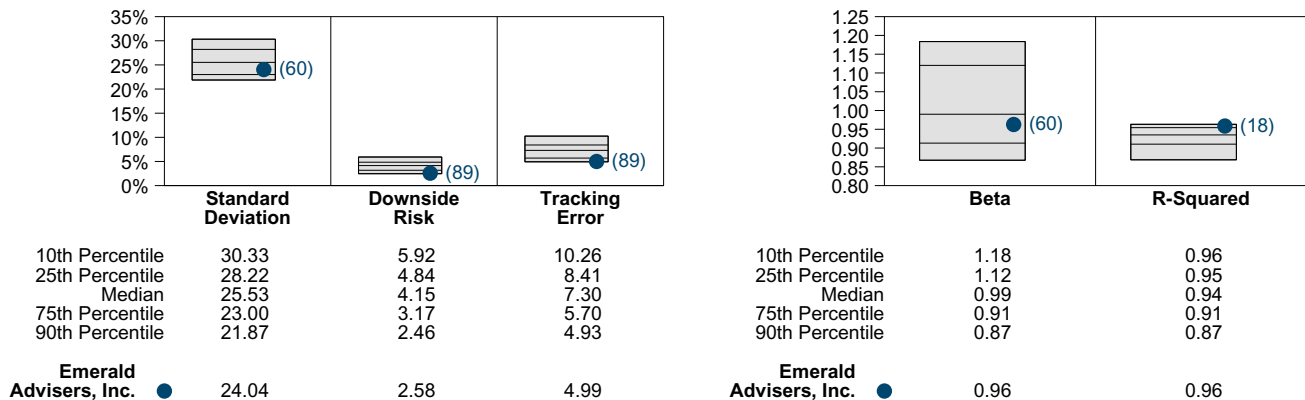 35%
30%
25%
20%
15%
10%
5%
0%
(60)
(89)
(89)
Standard Deviation
Downside Risk
Tracking Error
10th Percentile 30.33 5.92 10.26
25th Percentile 28.22 4.84 8.41
Median 25.53 4.15 7.30
75th Percentile 23.00 3.17 5.70
90th Percentile 21.87 2.46 4.93
Emerald
Advisers, Inc. 24.04 2.58 4.99
1.25
1.20
1.15
1.10
1.05
1.00
0.95
0.90
0.85
0.80
(60)
(18)
Beta R-Squared
10th Percentile 1.18 0.96
25th Percentile 1.12 0.95
Median 0.99 0.94
75th Percentile 0.91 0.91
90th Percentile 0.87 0.87
Emerald
Advisers, Inc. 0.96 0.96